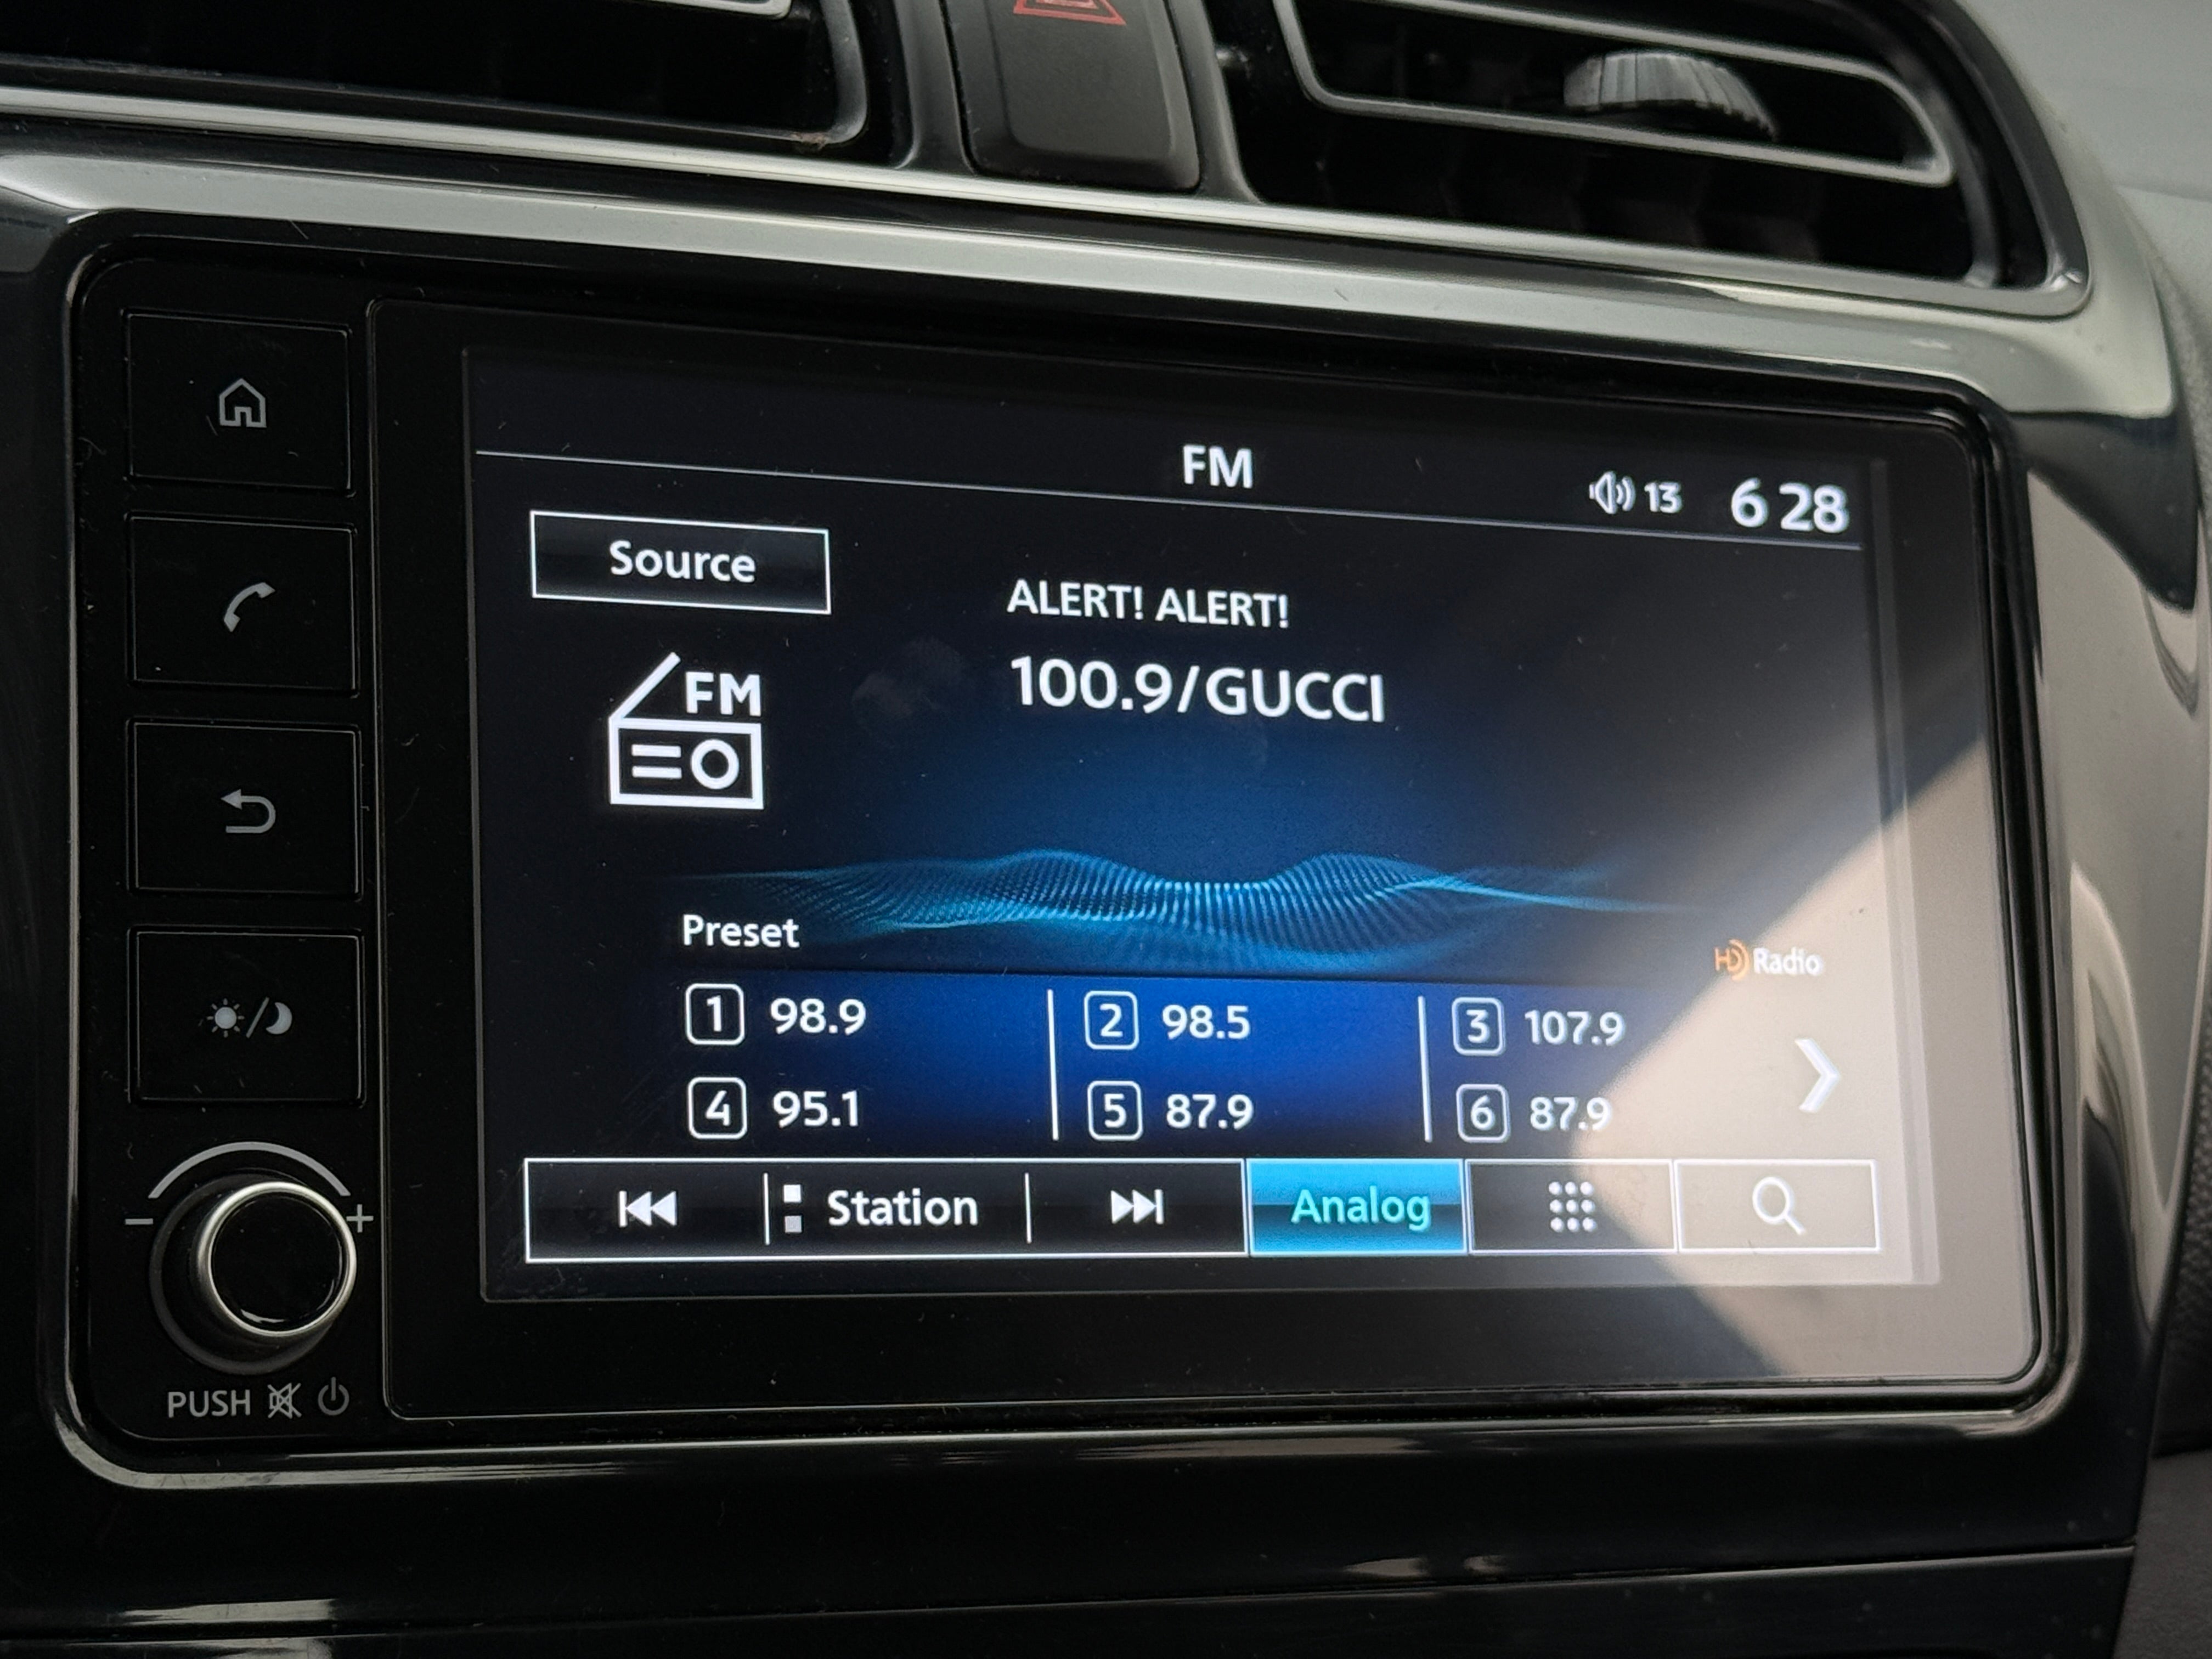 FM
13 6 28
Source
ALERT! ALERT!
100.9/GUCCI
FM
Preset
HD Radio
1 98.9 2 98.5 3 107.9
4 95.1 5 87.9 6 87.9
Station Analog
- +
PUSH